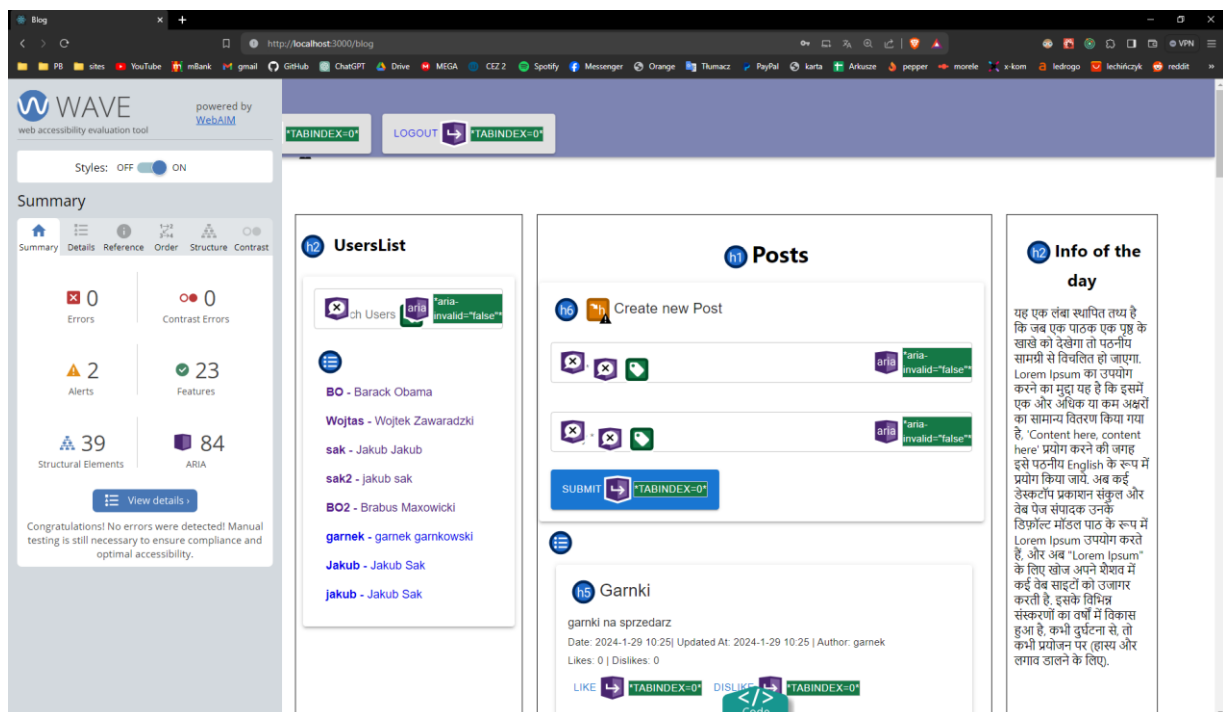 Blog
http://localhost:3000/blog
VPN
PB sites YouTube mBank gmail GitHub ChatGPT Drive MEGA CEZ 2 Spotify Messenger Orange Tłumacz PayPal karta Arkusze pepper morele x-kom ledrogo lechińczyk reddit »
WAVE
web accessibility evaluation tool
powered by
WebAIM
Styles: OFF ON
Summary
Summary Details Reference Order Structure Contrast
0
Errors
0
Contrast Errors
2
Alerts
23
Features
39
Structural Elements
84
ARIA
View details ›
Congratulations! No errors were detected! Manual
testing is still necessary to ensure compliance and
optimal accessibility.
*TABINDEX=0*
LOGOUT *TABINDEX=0*
h2 UsersList
ch Users aria *aria-
invalid="false"*
BO - Barack Obama
Wojtas - Wojtek Zawaradzki
sak - Jakub Jakub
sak2 - jakub sak
BO2 - Brabus Maxowicki
garnek - garnek garnkowski
Jakub - Jakub Sak
jakub - Jakub Sak
h1 Posts
h6 h Create new Post
aria *aria-
invalid="false"*
aria *aria-
invalid="false"*
SUBMIT *TABINDEX=0*
h5 Garnki
garnki na sprzedarz
Date: 2024-1-29 10:25| Updated At: 2024-1-29 10:25 | Author: garnek
Likes: 0 | Dislikes: 0
LIKE *TABINDEX=0* DISLIKE *TABINDEX=0*
</>
Code
h2 Info of the
day
यह एक लंबा स्थापित तथ्य है
कि जब एक पाठक एक पृष्ठ के
खाखे को देखेगा तो पठनीय
सामग्री से विचलित हो जाएगा.
Lorem Ipsum का उपयोग
करने का मुद्दा यह है कि इसमें
एक और अधिक या कम अक्षरों
का सामान्य वितरण किया गया
है, 'Content here, content
here' प्रयोग करने की जगह
इसे पठनीय English के रूप में
प्रयोग किया जाये. अब कई
डेस्कटॉप प्रकाशन संकुल और
वेब पेज संपादक उनके
डिफ़ॉल्ट मॉडल पाठ के रूप में
Lorem Ipsum उपयोग करते
हैं, और अब "Lorem Ipsum"
के लिए खोज अपने शैशव में
कई वेब साइटों को उजागर
करती है. इसके विभिन्न
संस्करणों का वर्षों में विकास
हुआ है, कभी दुर्घटना से, तो
कभी प्रयोजन पर (हास्य और
लगाव डालने के लिए).